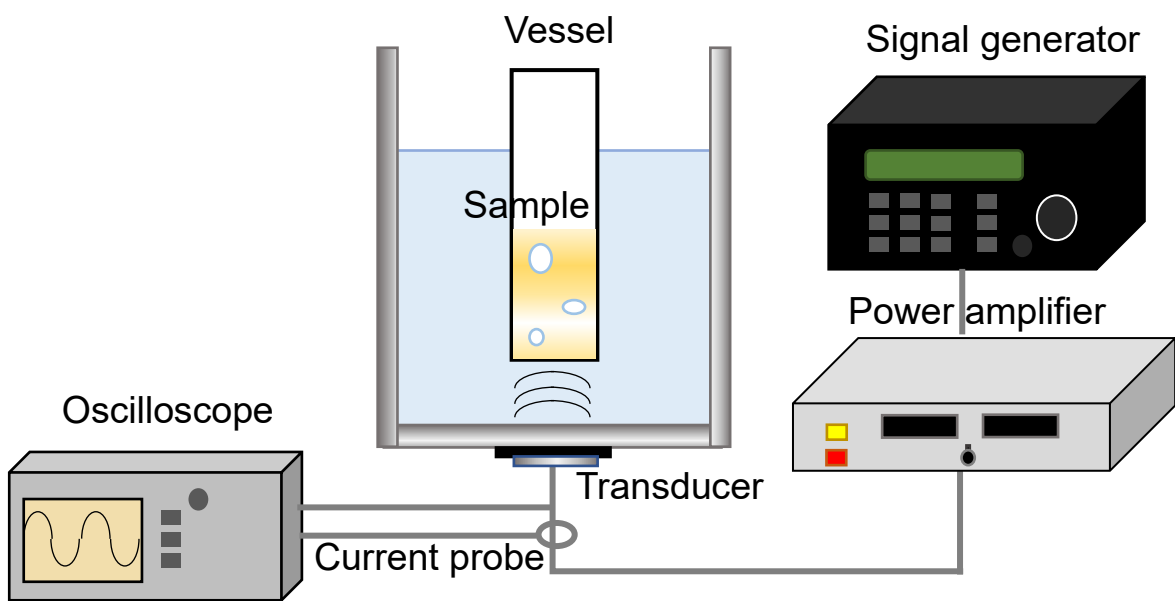 Vessel
Signal generator
Sample
Power amplifier
Oscilloscope
Transducer
Current probe